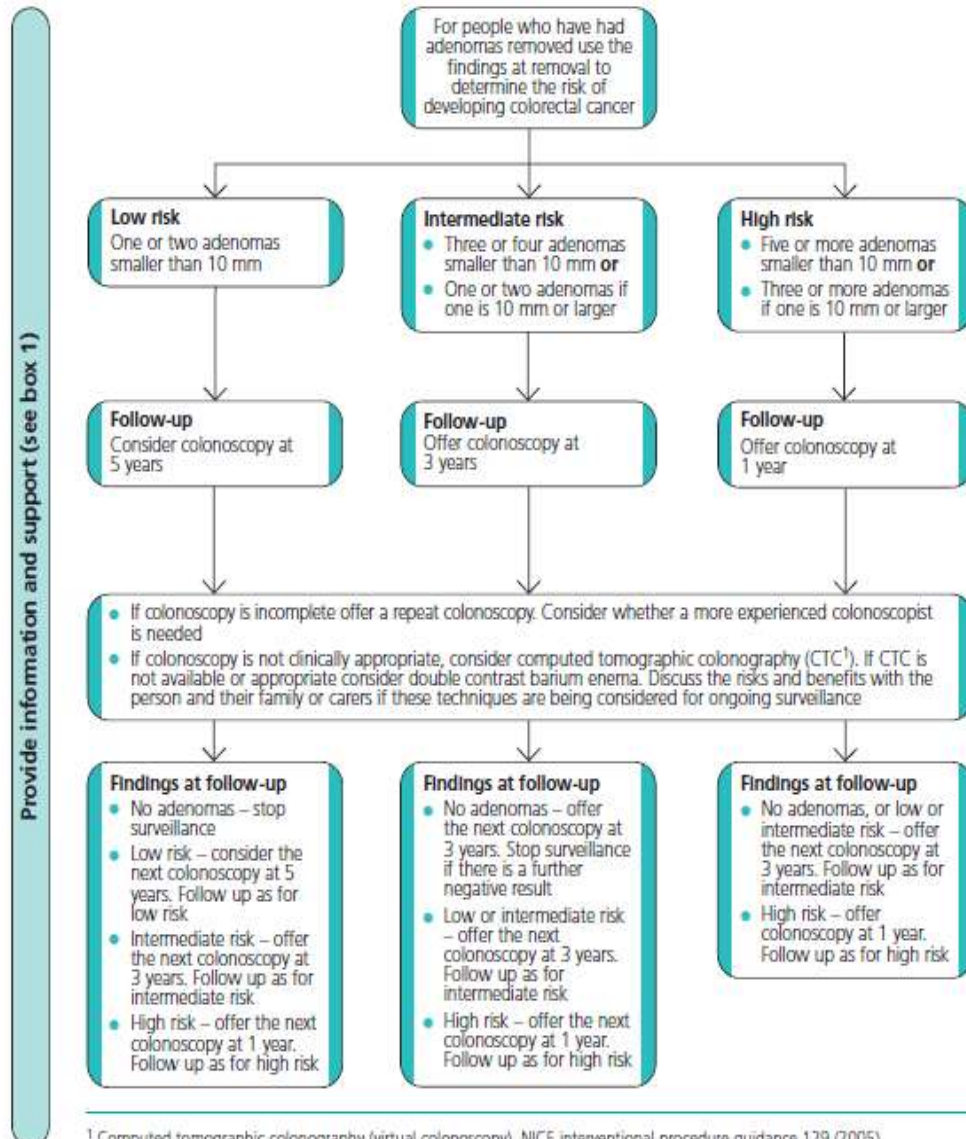 Provide information and support (see box 1)
For people who have had
adenomas removed use the
findings at removal to
determine the risk of
developing colorectal cancer
Low risk
One or two adenomas
smaller than 10 mm
Intermediate risk
• Three or four adenomas
smaller than 10 mm or
• One or two adenomas if
one is 10 mm or larger
High risk
• Five or more adenomas
smaller than 10 mm or
• Three or more adenomas
if one is 10 mm or larger
Follow-up
Consider colonoscopy at
5 years
Follow-up
Offer colonoscopy at
3 years
Follow-up
Offer colonoscopy at
1 year
• If colonoscopy is incomplete offer a repeat colonoscopy. Consider whether a more experienced colonoscopist
is needed
• If colonoscopy is not clinically appropriate, consider computed tomographic colonography (CTC¹). If CTC is
not available or appropriate consider double contrast barium enema. Discuss the risks and benefits with the
person and their family or carers if these techniques are being considered for ongoing surveillance
Findings at follow-up
• No adenomas – stop
surveillance
• Low risk – consider the
next colonoscopy at 5
years. Follow up as for
low risk
• Intermediate risk – offer
the next colonoscopy at
3 years. Follow up as for
intermediate risk
• High risk – offer the next
colonoscopy at 1 year.
Follow up as for high risk
Findings at follow-up
• No adenomas – offer
the next colonoscopy at
3 years. Stop surveillance
if there is a further
negative result
• Low or intermediate risk
– offer the next
colonoscopy at 3 years.
Follow up as for
intermediate risk
• High risk – offer the next
colonoscopy at 1 year.
Follow up as for high risk
Findings at follow-up
• No adenomas, or low or
intermediate risk – offer
the next colonoscopy at
3 years. Follow up as for
intermediate risk
• High risk – offer
colonoscopy at 1 year.
Follow up as for high risk
¹ Computed tomographic colonography (virtual colonoscopy). NICE interventional procedure guidance 129 (2005)